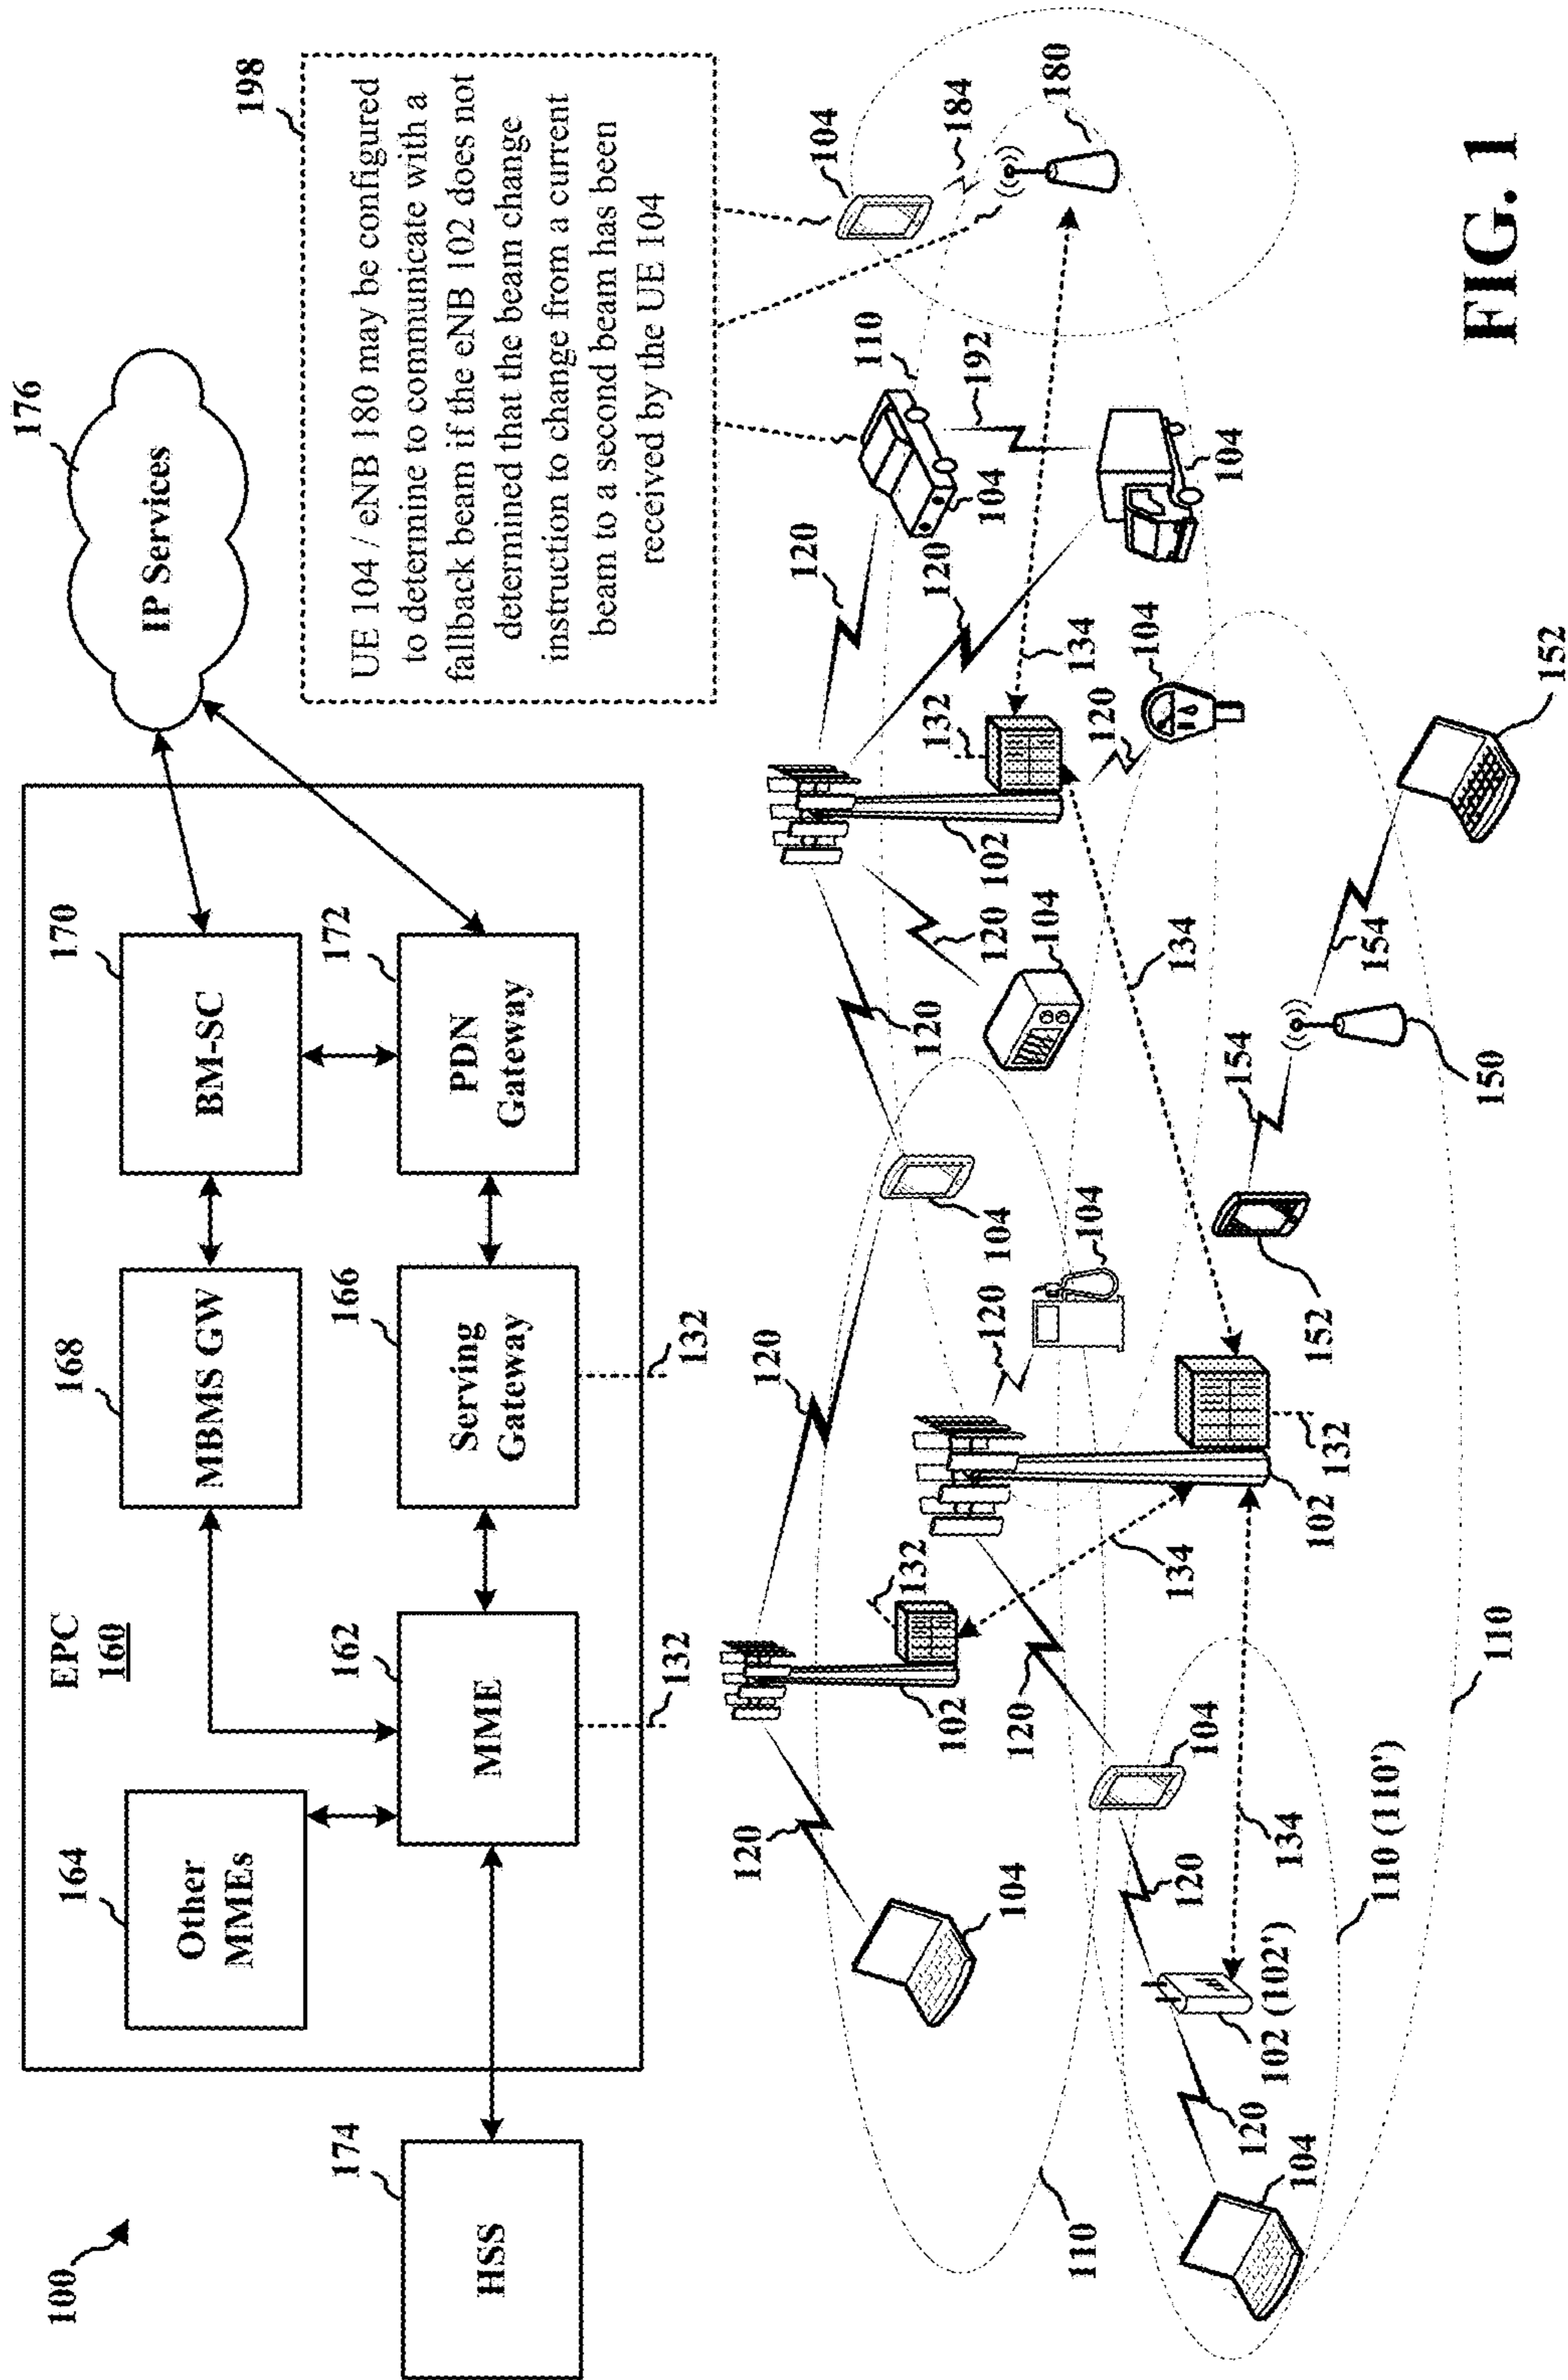 100
EPC
160
164
Other
MMEs
168
MBMS GW
170
BM-SC
176
IP Services
198
174
HSS
162
MME
166
Serving
Gateway
172
PDN
Gateway
132
132
UE 104 / eNB 180 may be configured
to determine to communicate with a
fallback beam if the eNB 102 does not
determined that the beam change
instruction to change from a current
beam to a second beam has been
received by the UE 104
120
120
120
110
104
104
132
102
120
104
120
104
132
102
120
104
120
134
192
184
180
104
104
110
120
104
120
104
134
120
104
102 (102')
120
104
134
134
102
132
152
154
150
154
152
110 (110')
110
FIG. 1